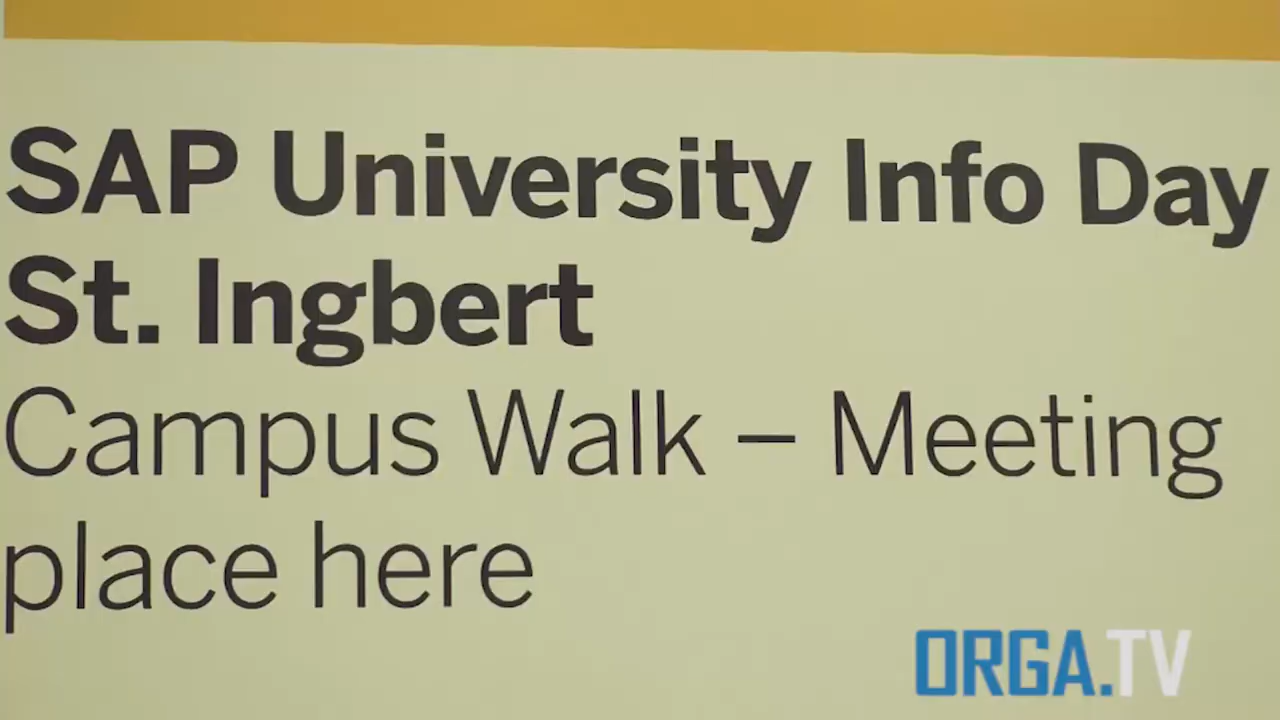 SAP University Info Day
St. Ingbert
Campus Walk – Meeting
place here
ORGA.TV